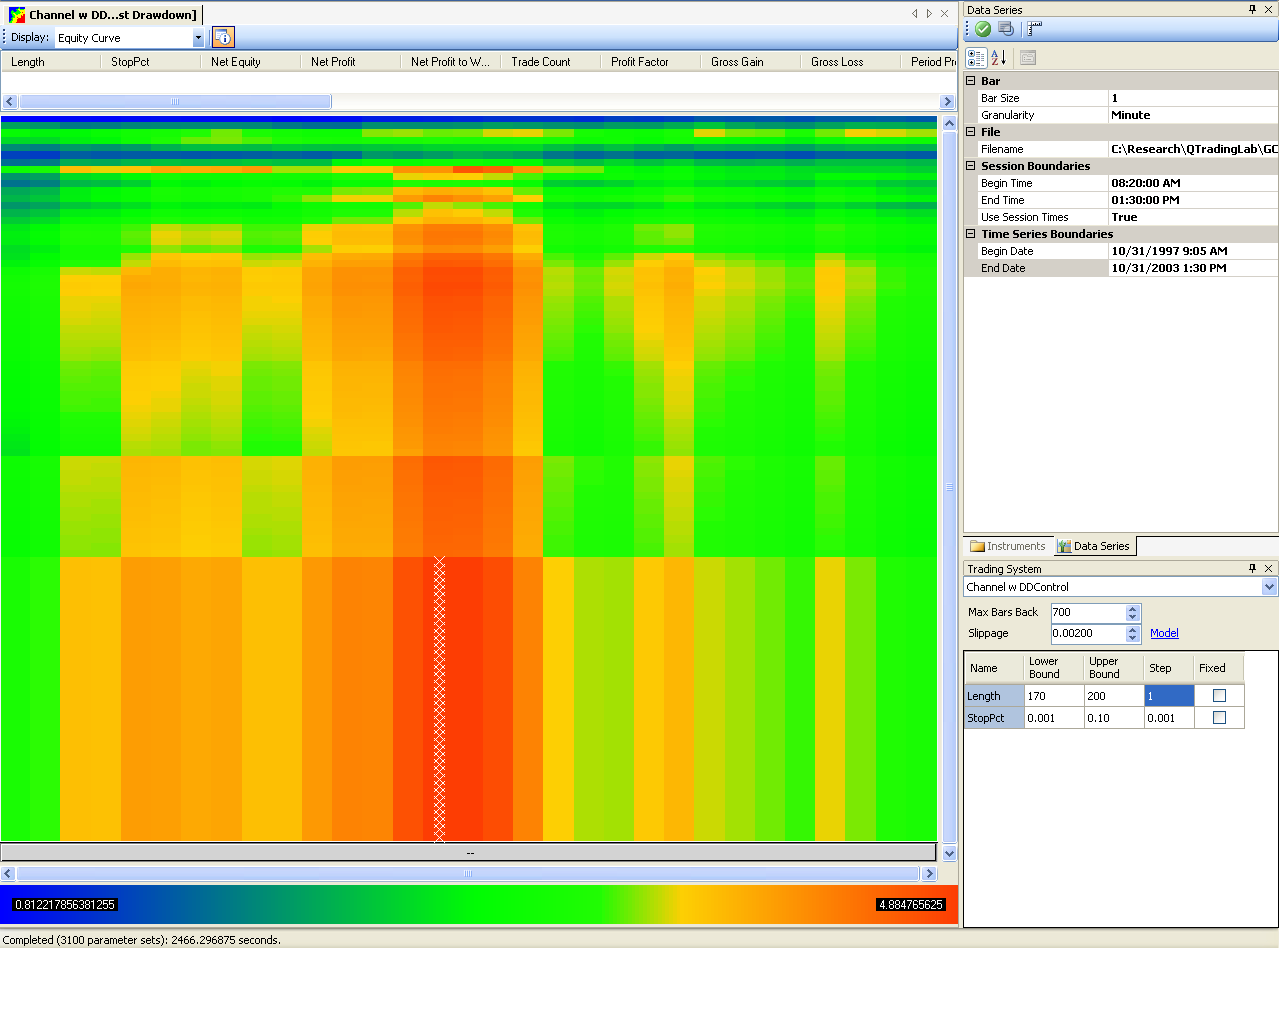 Channel w DD...st Drawdown]
Display: Equity Curve
Length StopPct Net Equity Net Profit Net Profit to W... Trade Count Profit Factor Gross Gain Gross Loss Period Pr
--
0.812217856381255 4.884765625
Completed (3100 parameter sets): 2466.296875 seconds.
Data Series
Bar
Bar Size 1
Granularity Minute
File
Filename C:\Research\QTradingLab\GC
Session Boundaries
Begin Time 08:20:00 AM
End Time 01:30:00 PM
Use Session Times True
Time Series Boundaries
Begin Date 10/31/1997 9:05 AM
End Date 10/31/2003 1:30 PM
Instruments Data Series
Trading System
Channel w DDControl
Max Bars Back 700
Slippage 0.00200 Model
Name Lower Bound Upper Bound Step Fixed
Length 170 200 1
StopPct 0.001 0.10 0.001